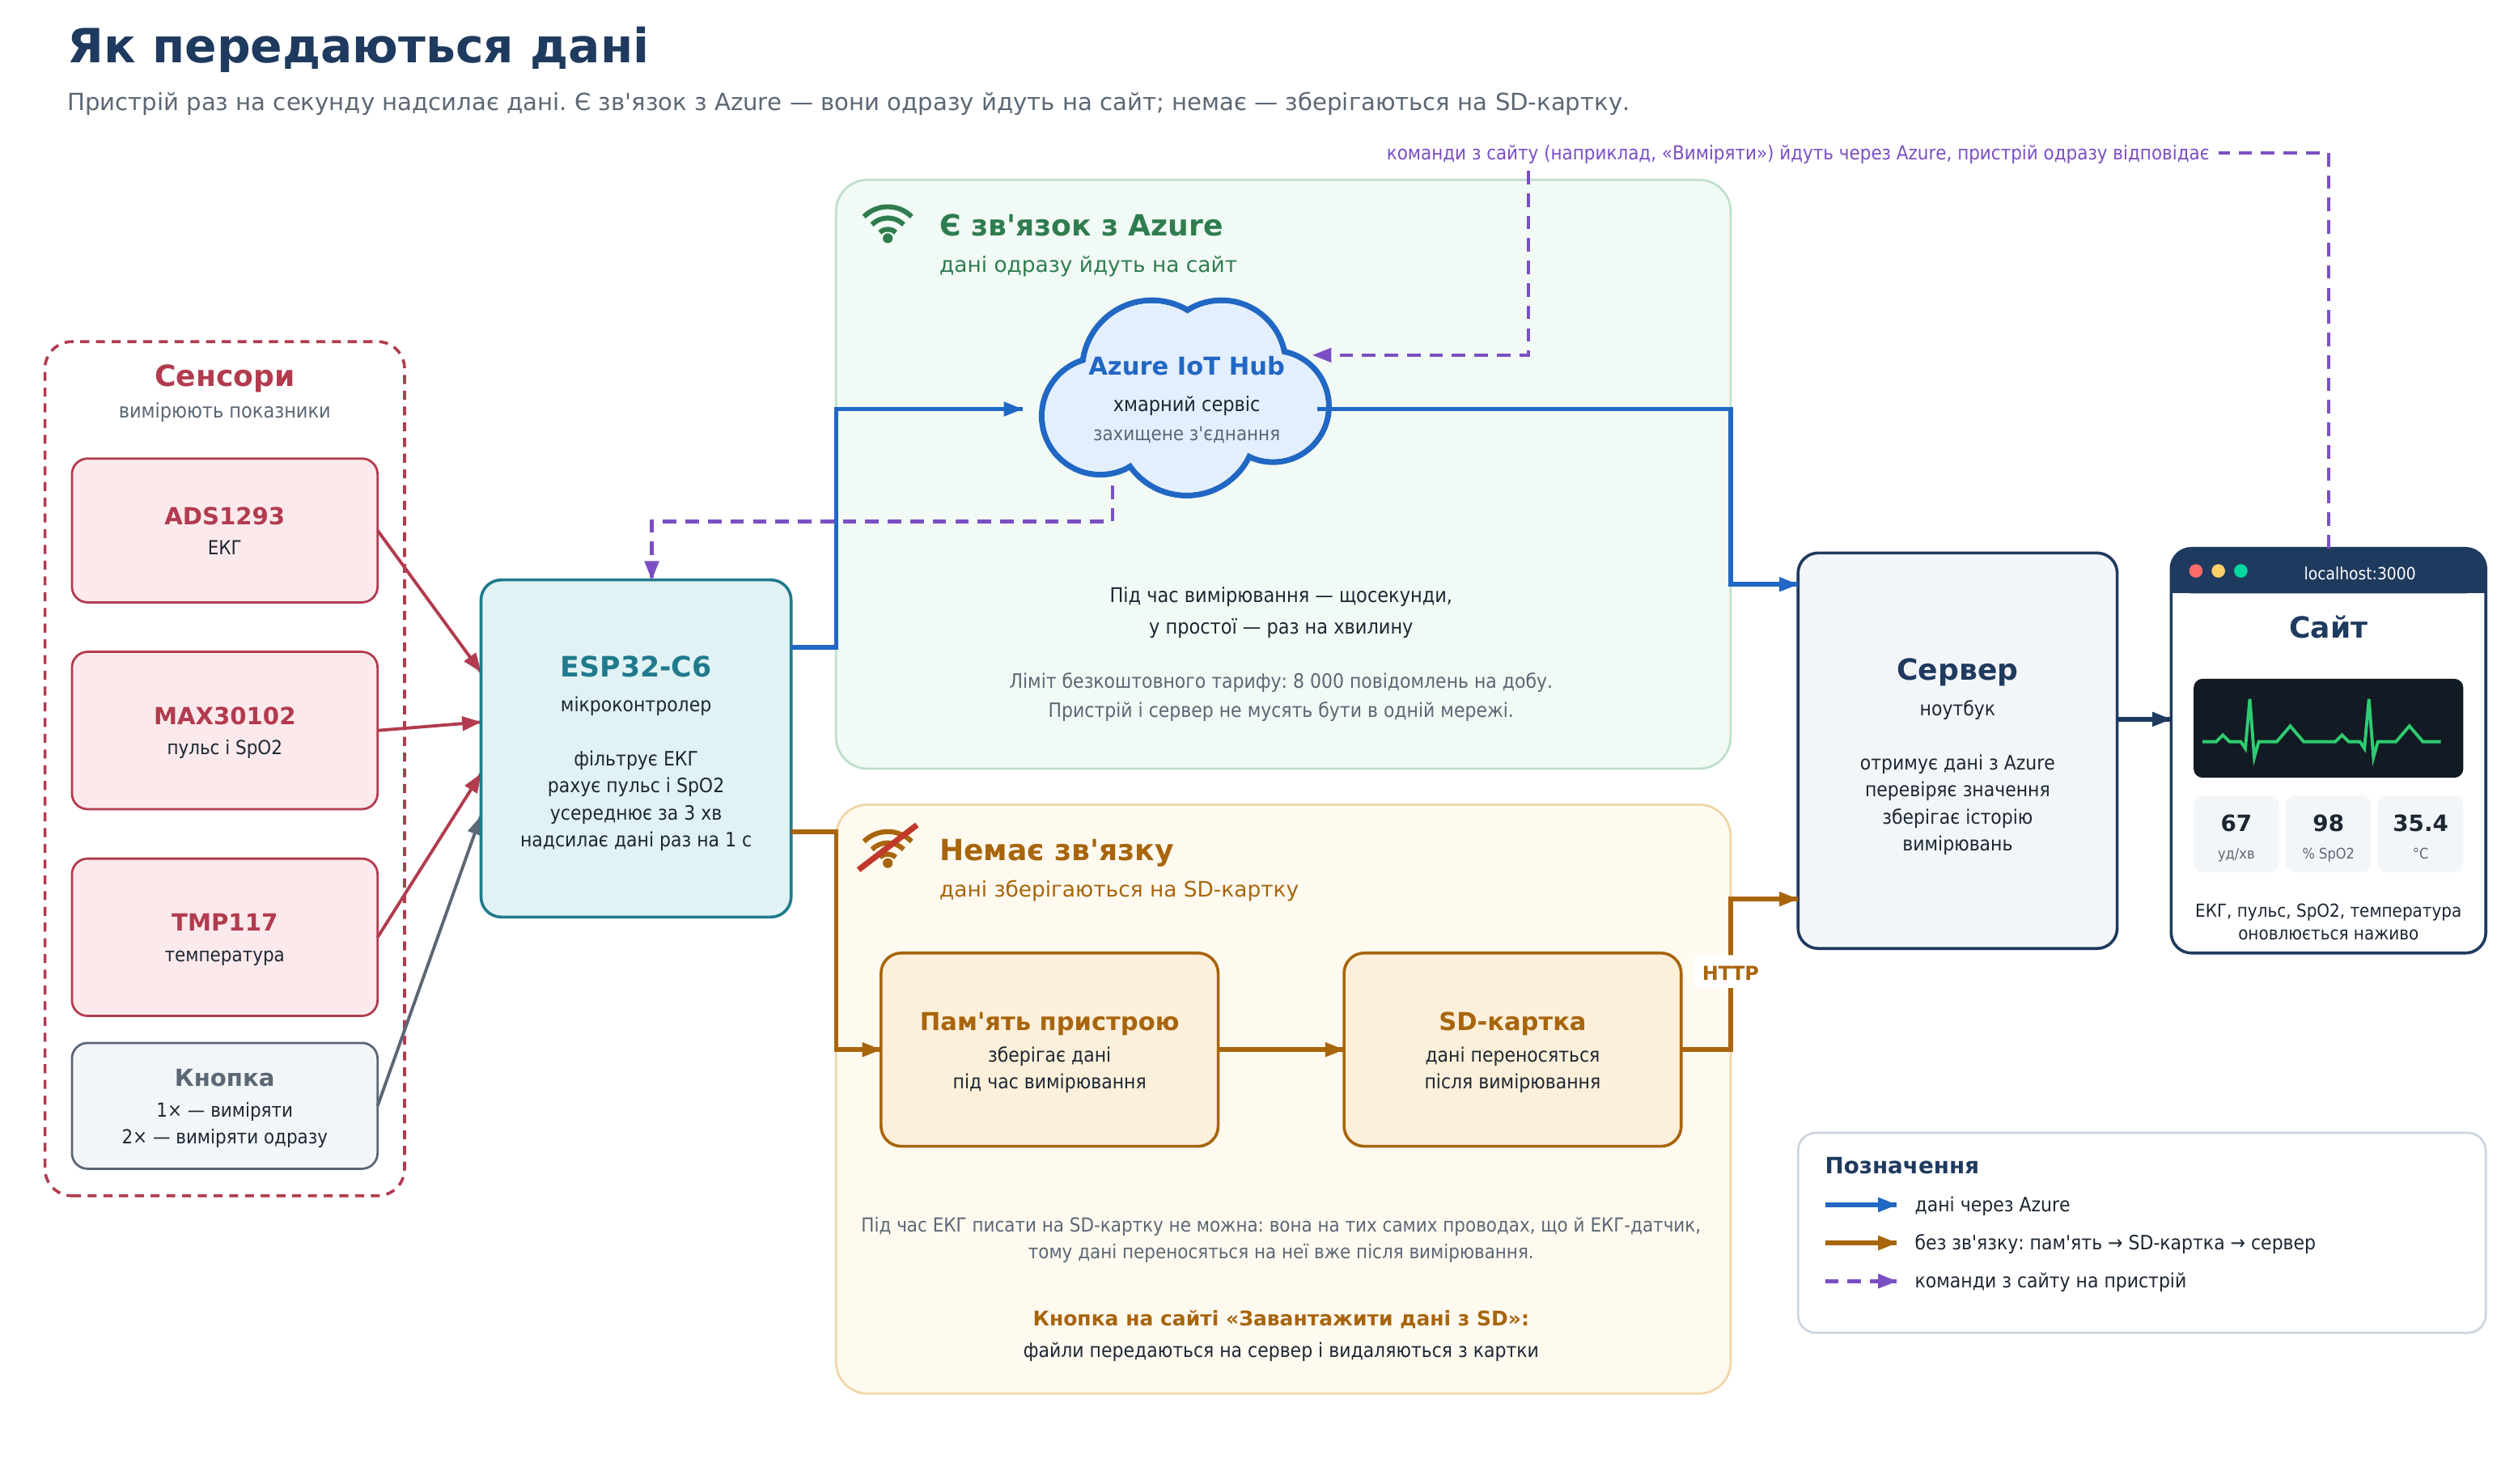 Як передаються дані
Пристрій раз на секунду надсилає дані. Є зв'язок з Azure — вони одразу йдуть на сайт; немає — зберігаються на SD-картку.
команди з сайту (наприклад, «Виміряти») йдуть через Azure, пристрій одразу відповідає
Сенсори
вимірюють показники
ADS1293
ЕКГ
MAX30102
пульс і SpO2
TMP117
температура
Кнопка
1× — виміряти
2× — виміряти одразу
ESP32-C6
мікроконтролер
фільтрує ЕКГ
рахує пульс і SpO2
усереднює за 3 хв
надсилає дані раз на 1 с
Є зв'язок з Azure
дані одразу йдуть на сайт
Azure IoT Hub
хмарний сервіс
захищене з'єднання
Під час вимірювання — щосекунди,
у простої — раз на хвилину
Ліміт безкоштовного тарифу: 8 000 повідомлень на добу.
Пристрій і сервер не мусять бути в одній мережі.
Немає зв'язку
дані зберігаються на SD-картку
Пам'ять пристрою
зберігає дані
під час вимірювання
SD-картка
дані переносяться
після вимірювання
HTTP
Під час ЕКГ писати на SD-картку не можна: вона на тих самих проводах, що й ЕКГ-датчик,
тому дані переносяться на неї вже після вимірювання.
Кнопка на сайті «Завантажити дані з SD»:
файли передаються на сервер і видаляються з картки
Сервер
ноутбук
отримує дані з Azure
перевіряє значення
зберігає історію
вимірювань
localhost:3000
Сайт
67
уд/хв
98
% SpO2
35.4
°C
ЕКГ, пульс, SpO2, температура
оновлюється наживо
Позначення
дані через Azure
без зв'язку: пам'ять → SD-картка → сервер
команди з сайту на пристрій